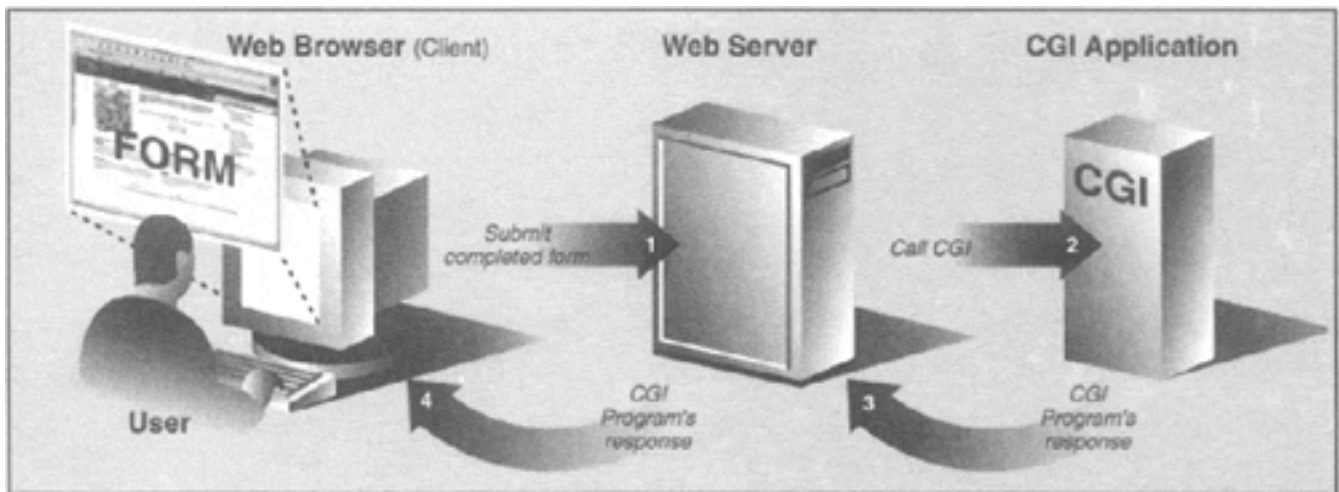 Web Browser (Client)
Web Server
CGI Application
FORM
CGI
Submit
completed form
1
Call CGI
2
User
4
CGI
Program's
response
3
CGI
Program's
response